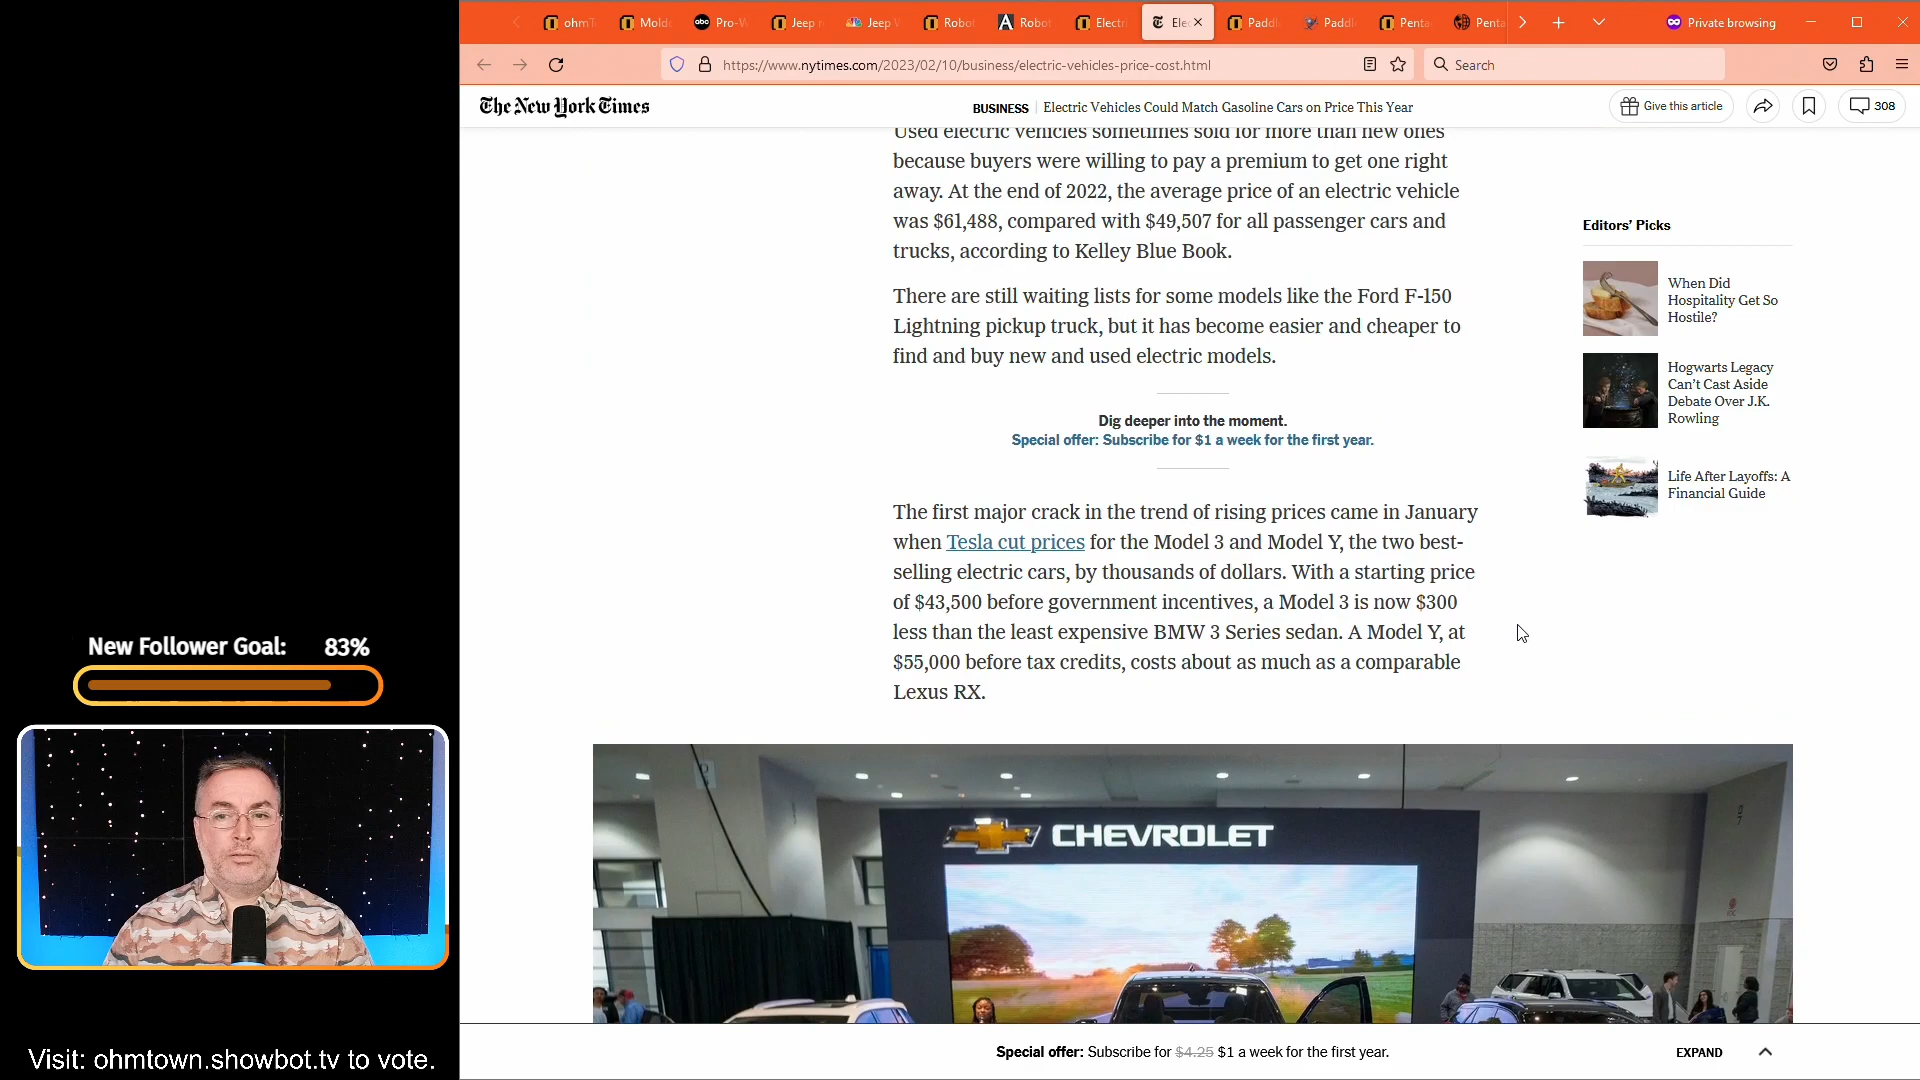 ohmT
Mold
Pro-V
Jeep
Jeep
Robot
Robot
Electri
Ele
Paddl
Paddl
Penta
Penta
Private browsing
https://www.nytimes.com/2023/02/10/business/electric-vehicles-price-cost.html
Search
The New York Times
BUSINESS
Electric Vehicles Could Match Gasoline Cars on Price This Year
Give this article
308
Used electric vehicles sometimes sold for more than new ones
because buyers were willing to pay a premium to get one right
away. At the end of 2022, the average price of an electric vehicle
was $61,488, compared with $49,507 for all passenger cars and
trucks, according to Kelley Blue Book.
There are still waiting lists for some models like the Ford F-150
Lightning pickup truck, but it has become easier and cheaper to
find and buy new and used electric models.
Dig deeper into the moment.
Special offer: Subscribe for $1 a week for the first year.
The first major crack in the trend of rising prices came in January
when Tesla cut prices for the Model 3 and Model Y, the two best-
selling electric cars, by thousands of dollars. With a starting price
of $43,500 before government incentives, a Model 3 is now $300
less than the least expensive BMW 3 Series sedan. A Model Y, at
$55,000 before tax credits, costs about as much as a comparable
Lexus RX.
Editors’ Picks
When Did
Hospitality Get So
Hostile?
Hogwarts Legacy
Can’t Cast Aside
Debate Over J.K.
Rowling
Life After Layoffs: A
Financial Guide
CHEVROLET
Special offer: Subscribe for $4.25 $1 a week for the first year.
EXPAND
New Follower Goal: 83%
Visit: ohmtown.showbot.tv to vote.